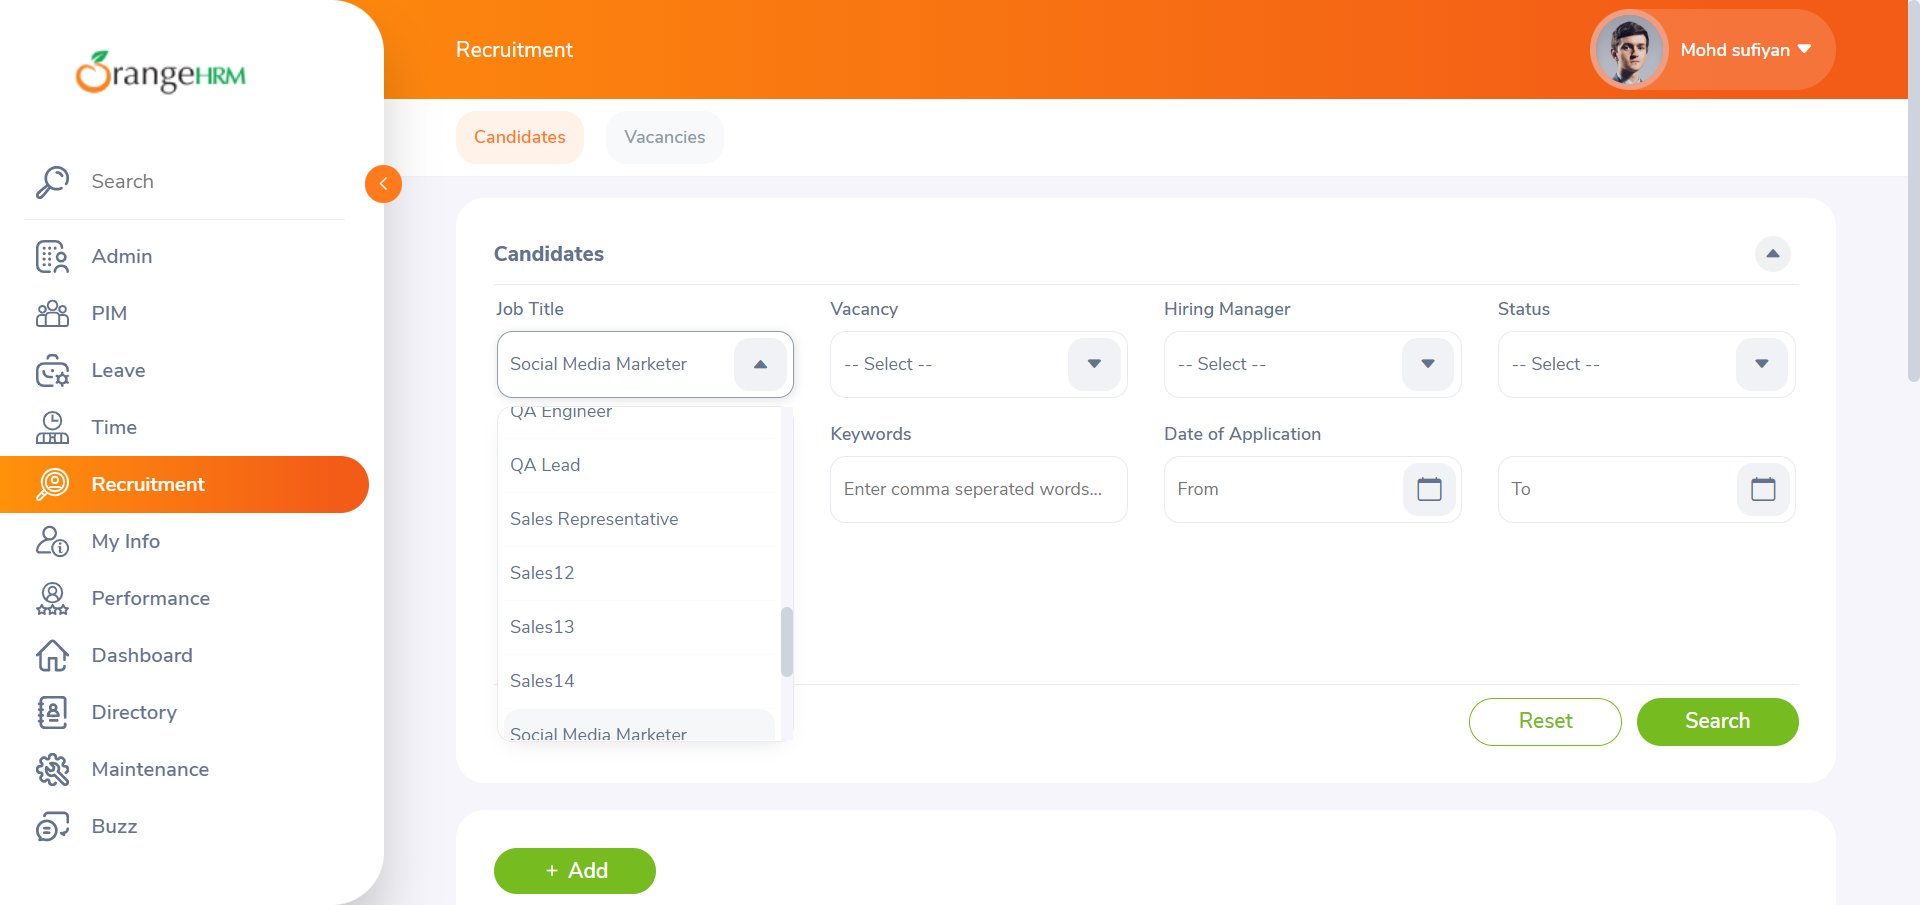 OrangeHRM
Recruitment
Mohd sufiyan
Candidates
Vacancies
Search
Admin
PIM
Leave
Time
Recruitment
My Info
Performance
Dashboard
Directory
Maintenance
Buzz
Candidates
Job Title
Vacancy
Hiring Manager
Status
Social Media Marketer
-- Select --
-- Select --
-- Select --
QA Engineer
QA Lead
Sales Representative
Sales12
Sales13
Sales14
Social Media Marketer
Keywords
Date of Application
Enter comma seperated words...
From
To
Reset
Search
+ Add